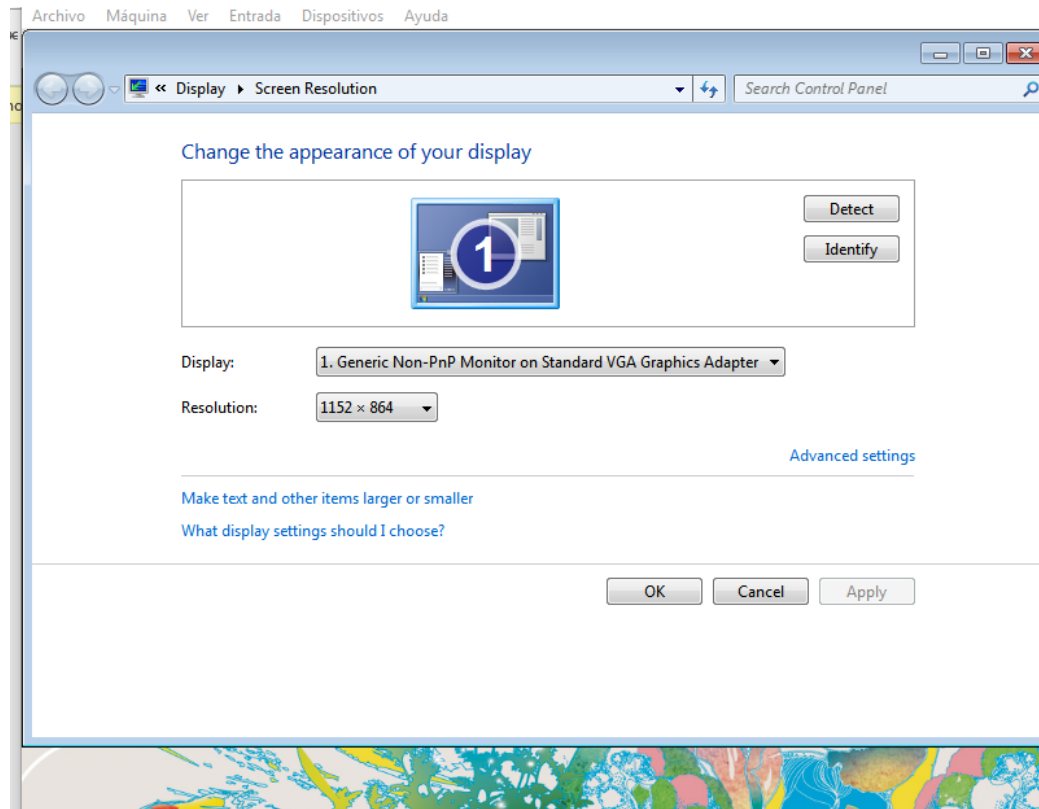 Archivo Máquina Ver Entrada Dispositivos Ayuda
« Display ▸ Screen Resolution
Search Control Panel
Change the appearance of your display
1
Detect
Identify
Display: 1. Generic Non-PnP Monitor on Standard VGA Graphics Adapter
Resolution: 1152 × 864
Advanced settings
Make text and other items larger or smaller
What display settings should I choose?
OK Cancel Apply